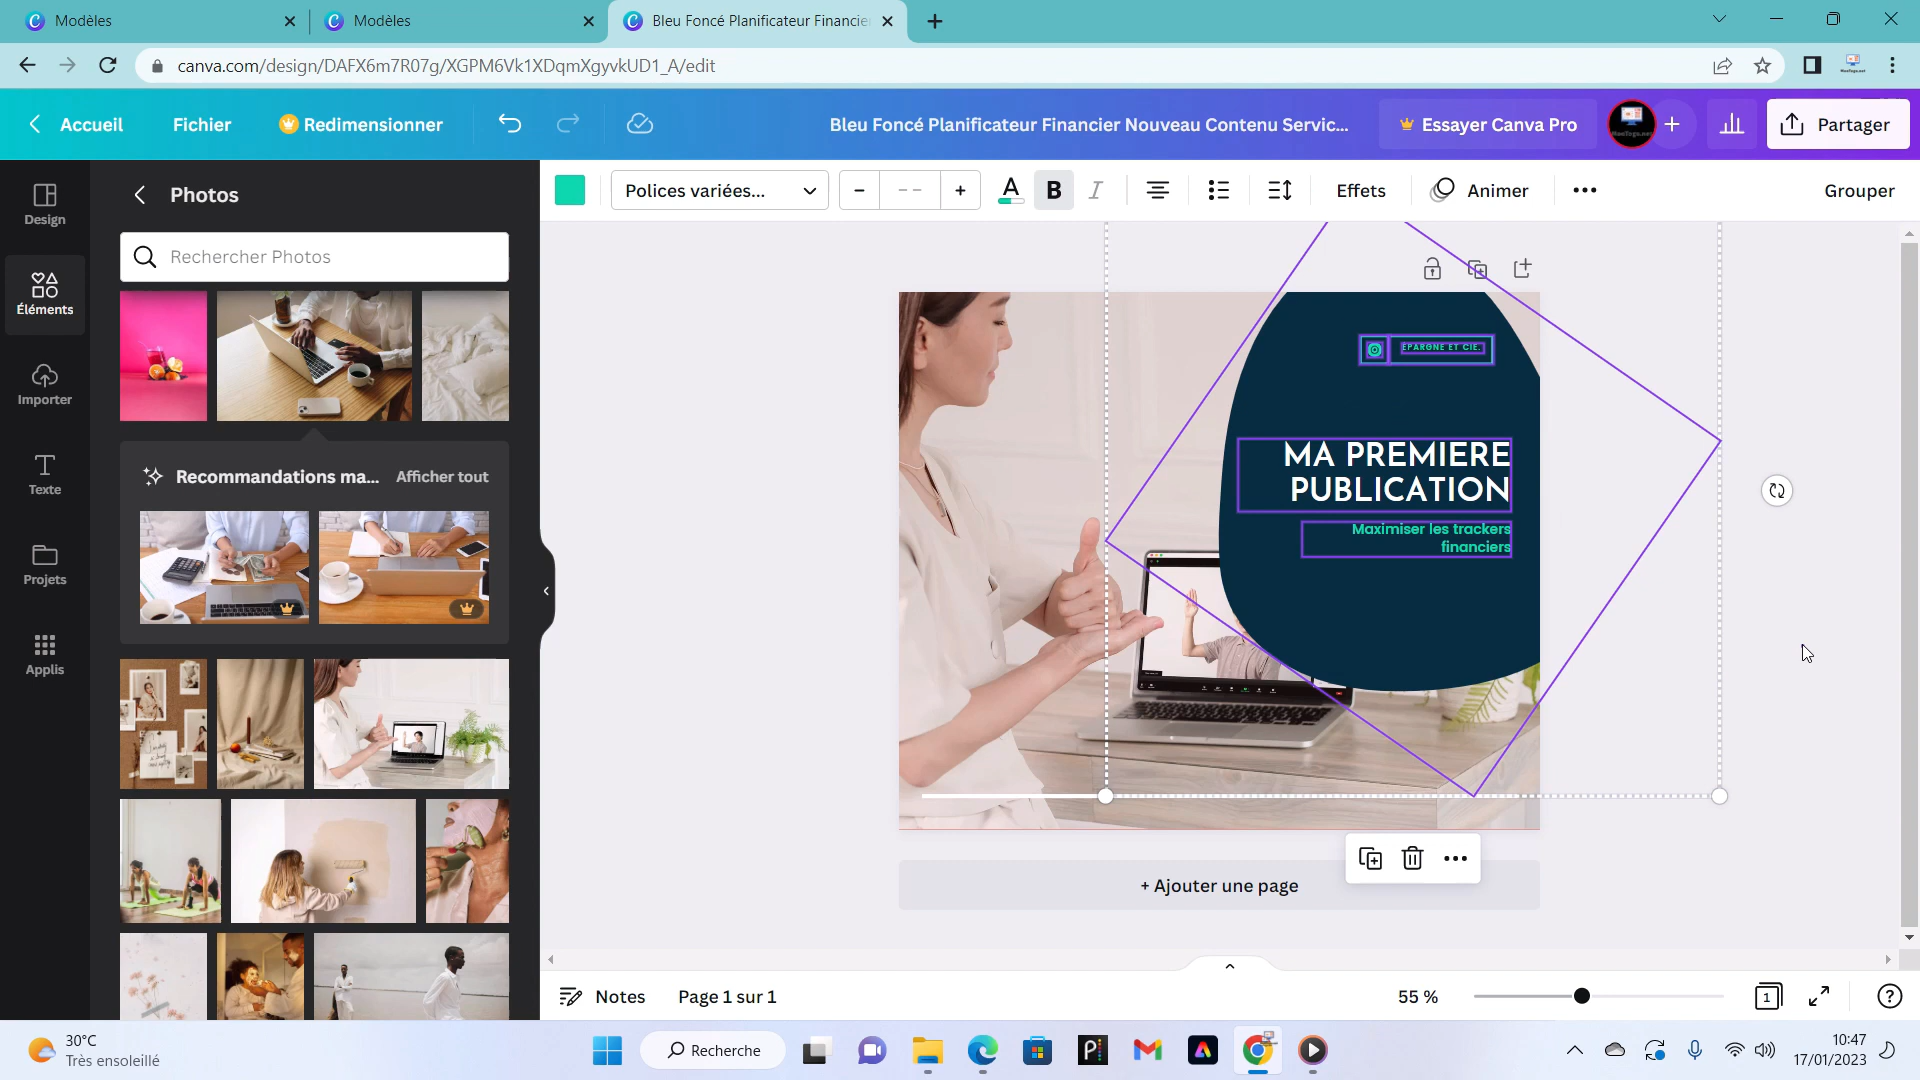 Modèles
Modèles
Bleu Foncé Planificateur Financie
canva.com/design/DAFX6m7R07g/XGPM6Vk1XDqmXgyvkUD1_A/edit
Accueil
Fichier
Redimensionner
Bleu Foncé Planificateur Financier Nouveau Contenu Servic...
Essayer Canva Pro
Partager
Design
Éléments
Importer
Texte
Projets
Applis
Photos
Rechercher Photos
Recommandations ma...
Afficher tout
Polices variées...
– –
A
B
I
Effets
Animer
Grouper
EPARGNE ET CIE.
MA PREMIERE
PUBLICATION
Maximiser les trackers
financiers
+ Ajouter une page
Notes
Page 1 sur 1
55 %
1
30°C
Très ensoleillé
Recherche
10:47
17/01/2023